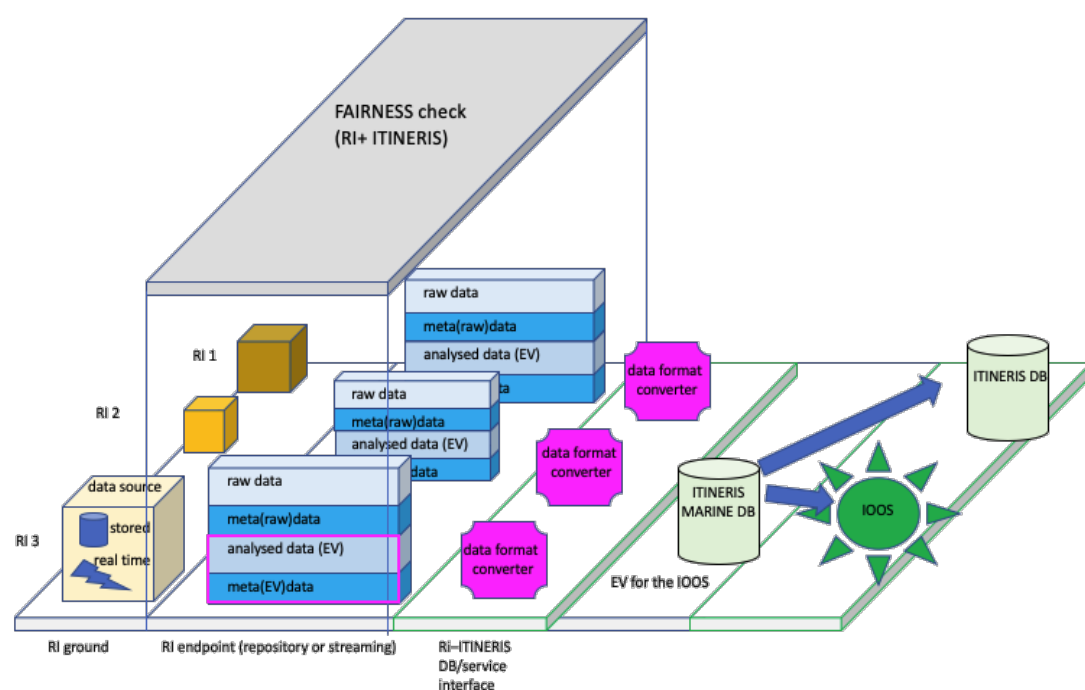 FAIRNESS check
(RI+ ITINERIS)
raw data
meta(raw)data
analysed data (EV)
data
RI 1
data format
converter
ITINERIS DB
raw data
meta(raw)data
analysed data (EV)
data
RI 2
data format
converter
data source
stored
real time
RI 3
raw data
meta(raw)data
analysed data (EV)
meta(EV)data
data format
converter
ITINERIS
MARINE DB
IOOS
EV for the IOOS
RI ground
RI endpoint (repository or streaming)
Ri–ITINERIS
DB/service
interface